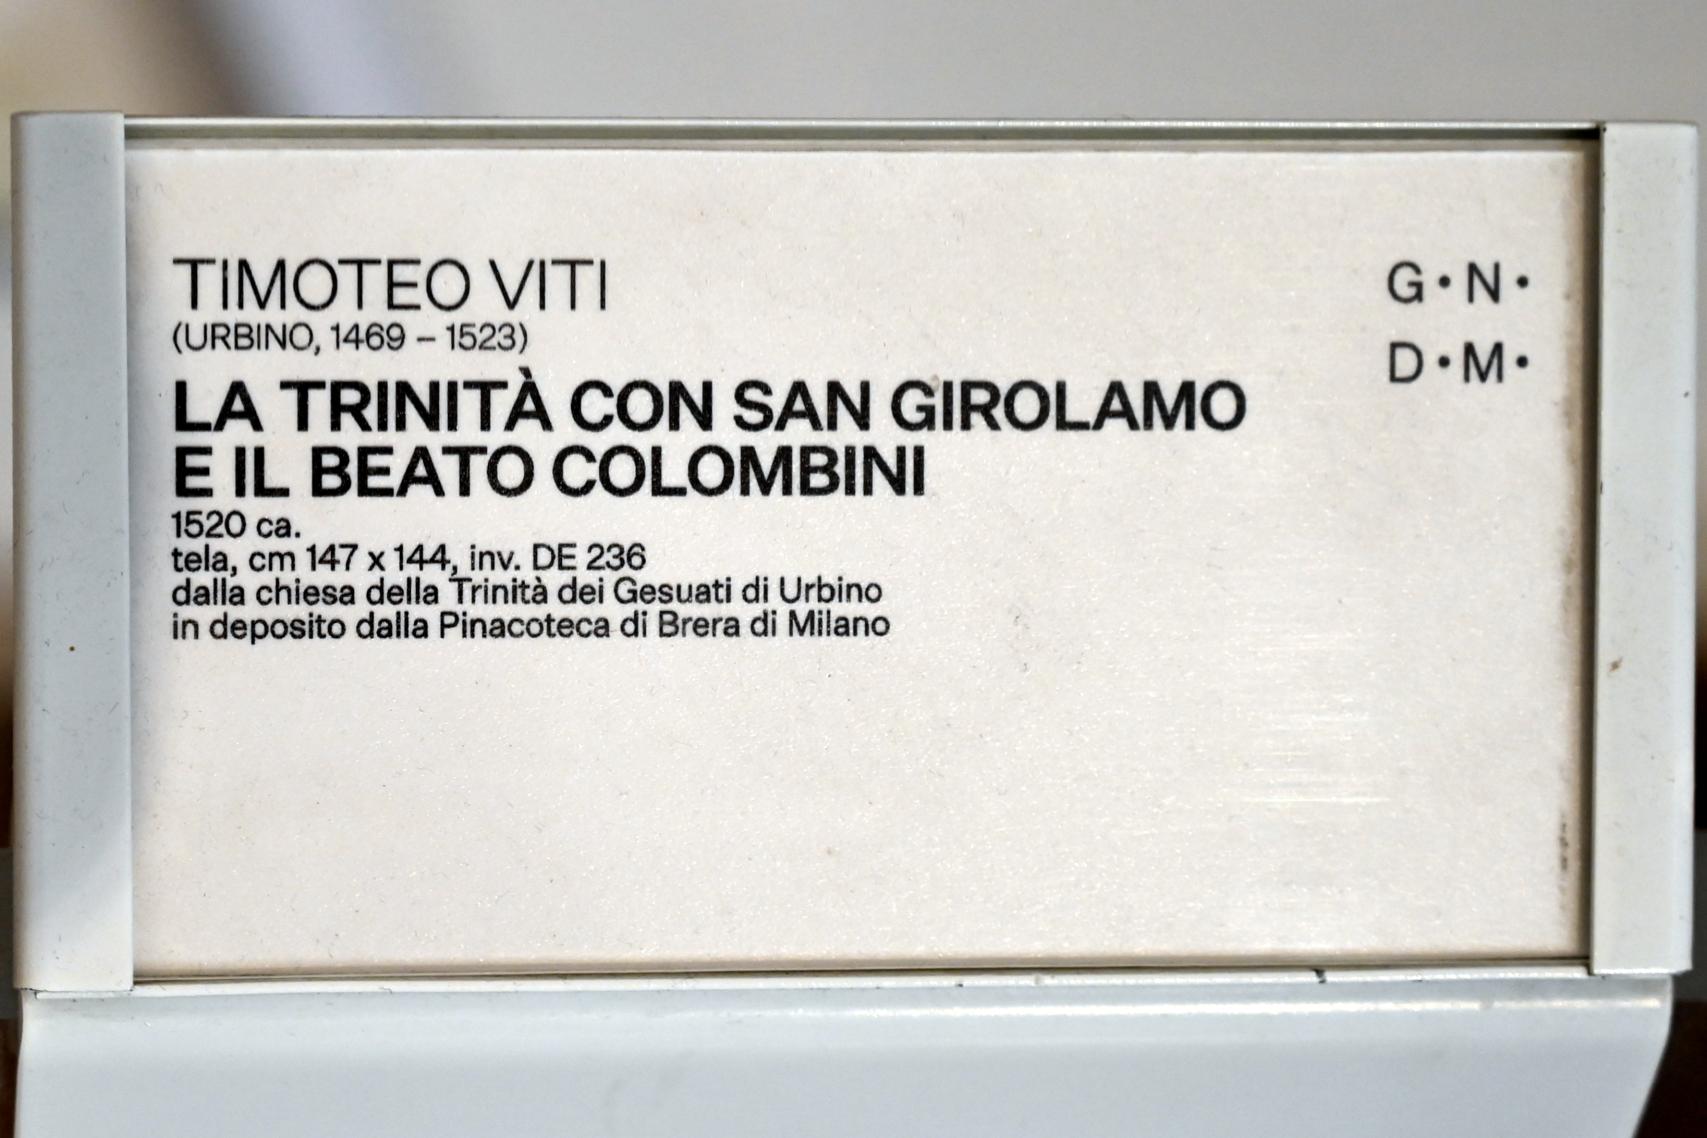 TIMOTEO VITI
(URBINO, 1469 – 1523)
LA TRINITÀ CON SAN GIROLAMO
E IL BEATO COLOMBINI
1520 ca.
tela, cm 147 x 144, inv. DE 236
dalla chiesa della Trinità dei Gesuati di Urbino
in deposito dalla Pinacoteca di Brera di Milano
G · N ·
D · M ·